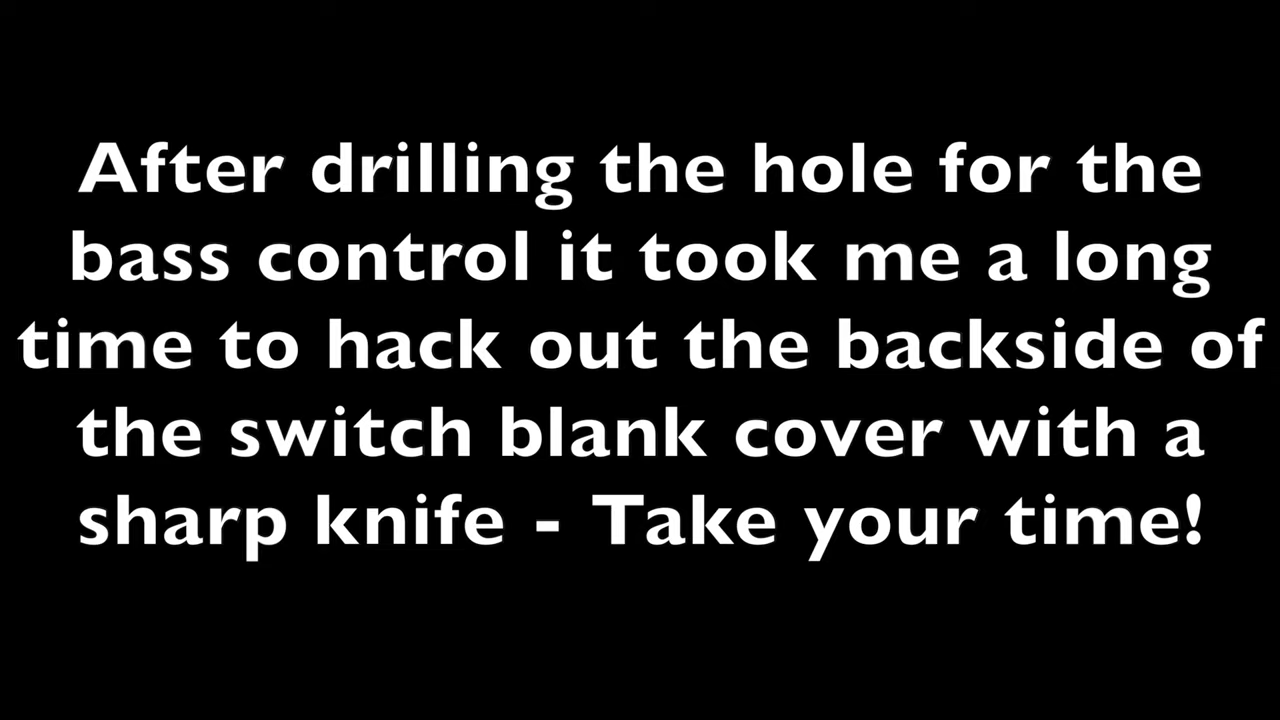 After drilling the hole for the
bass control it took me a long
time to hack out the backside of
the switch blank cover with a
sharp knife - Take your time!